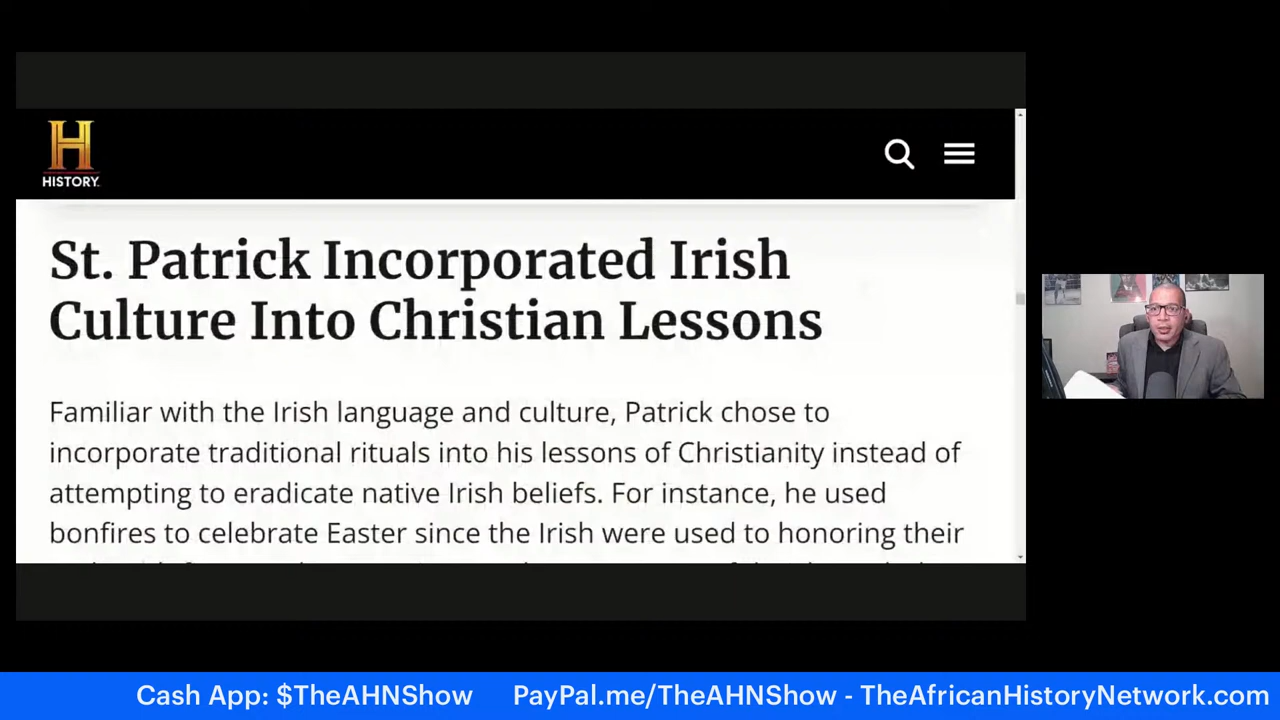 H
HISTORY.
St. Patrick Incorporated Irish
Culture Into Christian Lessons
Familiar with the Irish language and culture, Patrick chose to
incorporate traditional rituals into his lessons of Christianity instead of
attempting to eradicate native Irish beliefs. For instance, he used
bonfires to celebrate Easter since the Irish were used to honoring their
Cash App: $TheAHNShow PayPal.me/TheAHNShow - TheAfricanHistoryNetwork.com